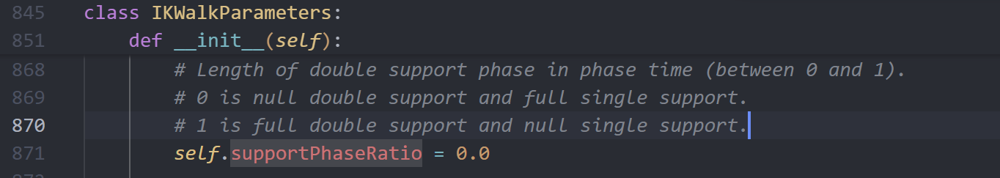 845 class IKWalkParameters:
851 def __init__(self):
868 # Length of double support phase in phase time (between 0 and 1).
869 # 0 is null double support and full single support.
870 # 1 is full double support and null single support.
871 self.supportPhaseRatio = 0.0